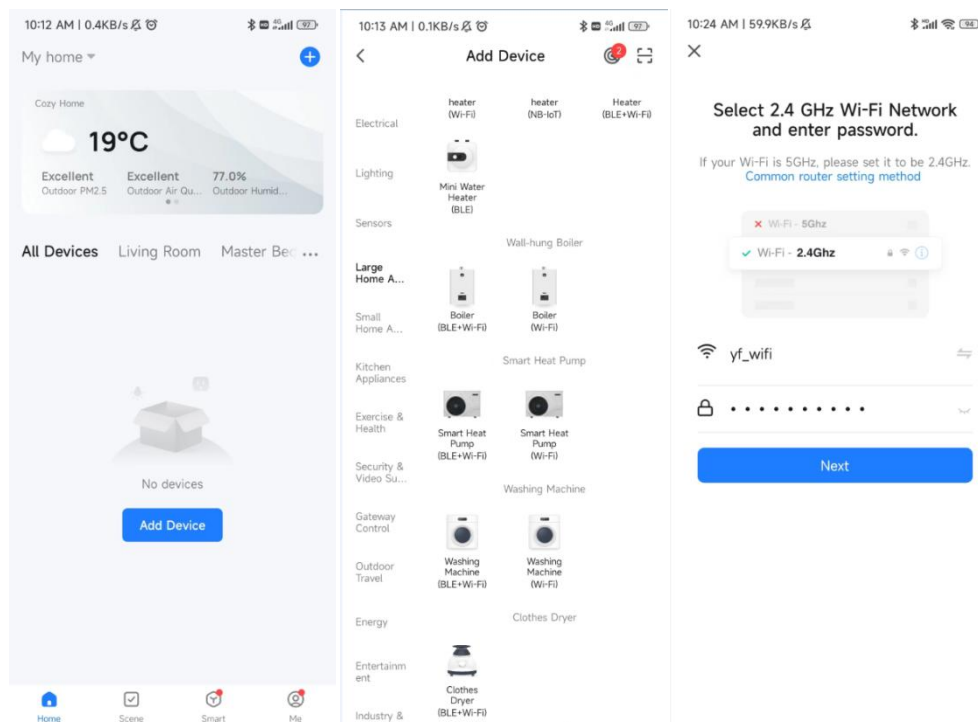 10:12 AM | 0.4KB/s
97
My home
Cozy Home
19°C
Excellent Excellent 77.0%
Outdoor PM2.5 Outdoor Air Qu... Outdoor Humid...
All Devices Living Room Master Bec ...
No devices
Add Device
Home Scene Smart Me
10:13 AM | 0.1KB/s
97
Add Device
2
Electrical
Lighting
Sensors
Large
Home A...
Small
Home A...
Kitchen
Appliances
Exercise &
Health
Security &
Video Su...
Gateway
Control
Outdoor
Travel
Energy
Entertainm
ent
Industry &
heater heater Heater
(Wi-Fi) (NB-IoT) (BLE+Wi-Fi)
Mini Water
Heater
(BLE)
Wall-hung Boiler
Boiler Boiler
(BLE+Wi-Fi) (Wi-Fi)
Smart Heat Pump
Smart Heat Smart Heat
Pump Pump
(BLE+Wi-Fi) (Wi-Fi)
Washing Machine
Washing Washing
Machine Machine
(BLE+Wi-Fi) (Wi-Fi)
Clothes Dryer
Clothes
Dryer
(BLE+Wi-Fi)
10:24 AM | 59.9KB/s
94
Select 2.4 GHz Wi-Fi Network
and enter password.
If your Wi-Fi is 5GHz, please set it to be 2.4GHz.
Common router setting method
Wi-Fi - 5Ghz
Wi-Fi - 2.4Ghz
yf_wifi
Next